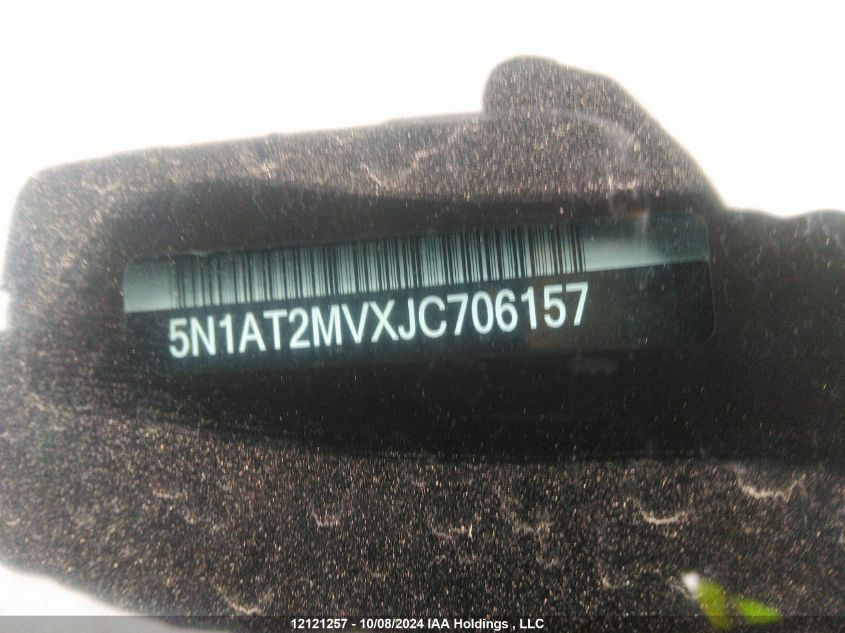 5N1AT2MVXJC706157
12121257 - 10/08/2024 IAA Holdings , LLC